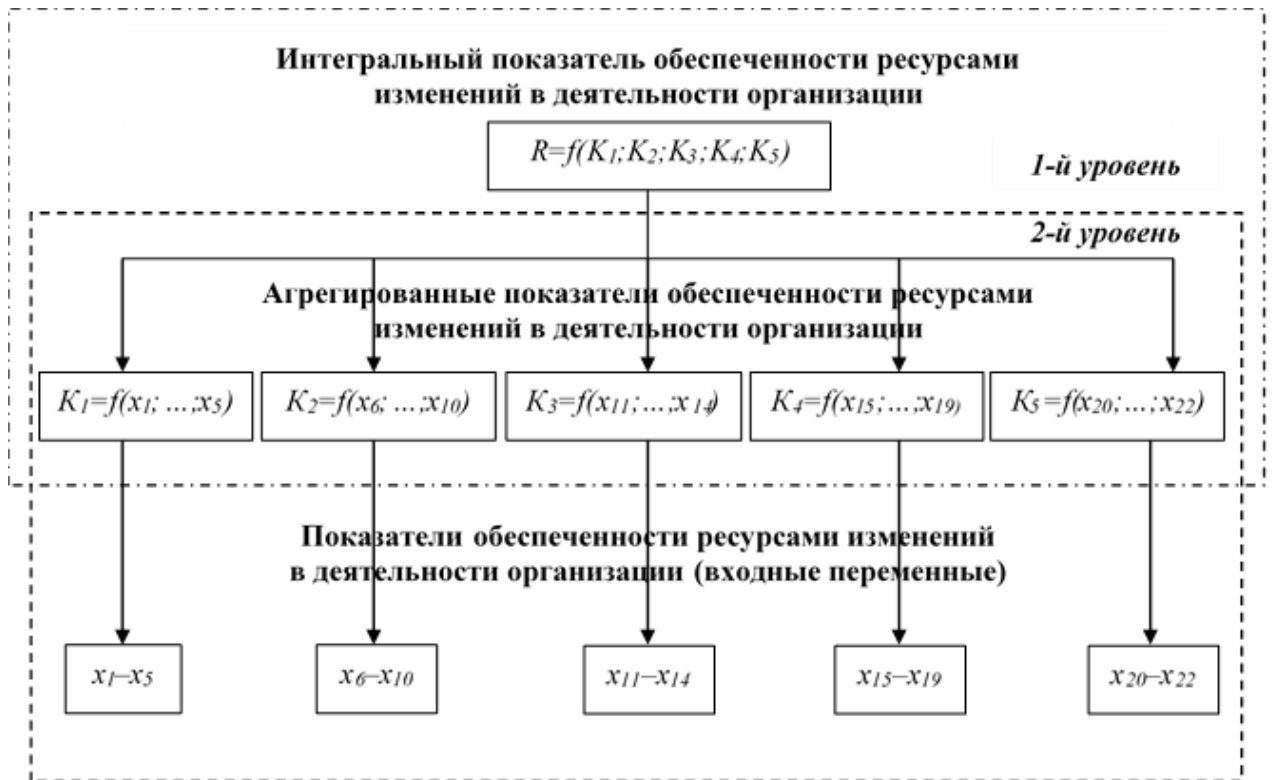 Интегральный показатель обеспеченности ресурсами
изменений в деятельности организации
R=f(K1;K2;K3;K4;K5)
1-й уровень
2-й уровень
Агрегированные показатели обеспеченности ресурсами
изменений в деятельности организации
K1=f(x1; ...;x5)
K2=f(x6; ...;x10)
K3=f(x11;...;x14)
K4=f(x15;...;x19)
K5=f(x20;...;x22)
Показатели обеспеченности ресурсами изменений
в деятельности организации (входные переменные)
x1–x5
x6–x10
x11–x14
x15–x19
x20–x22